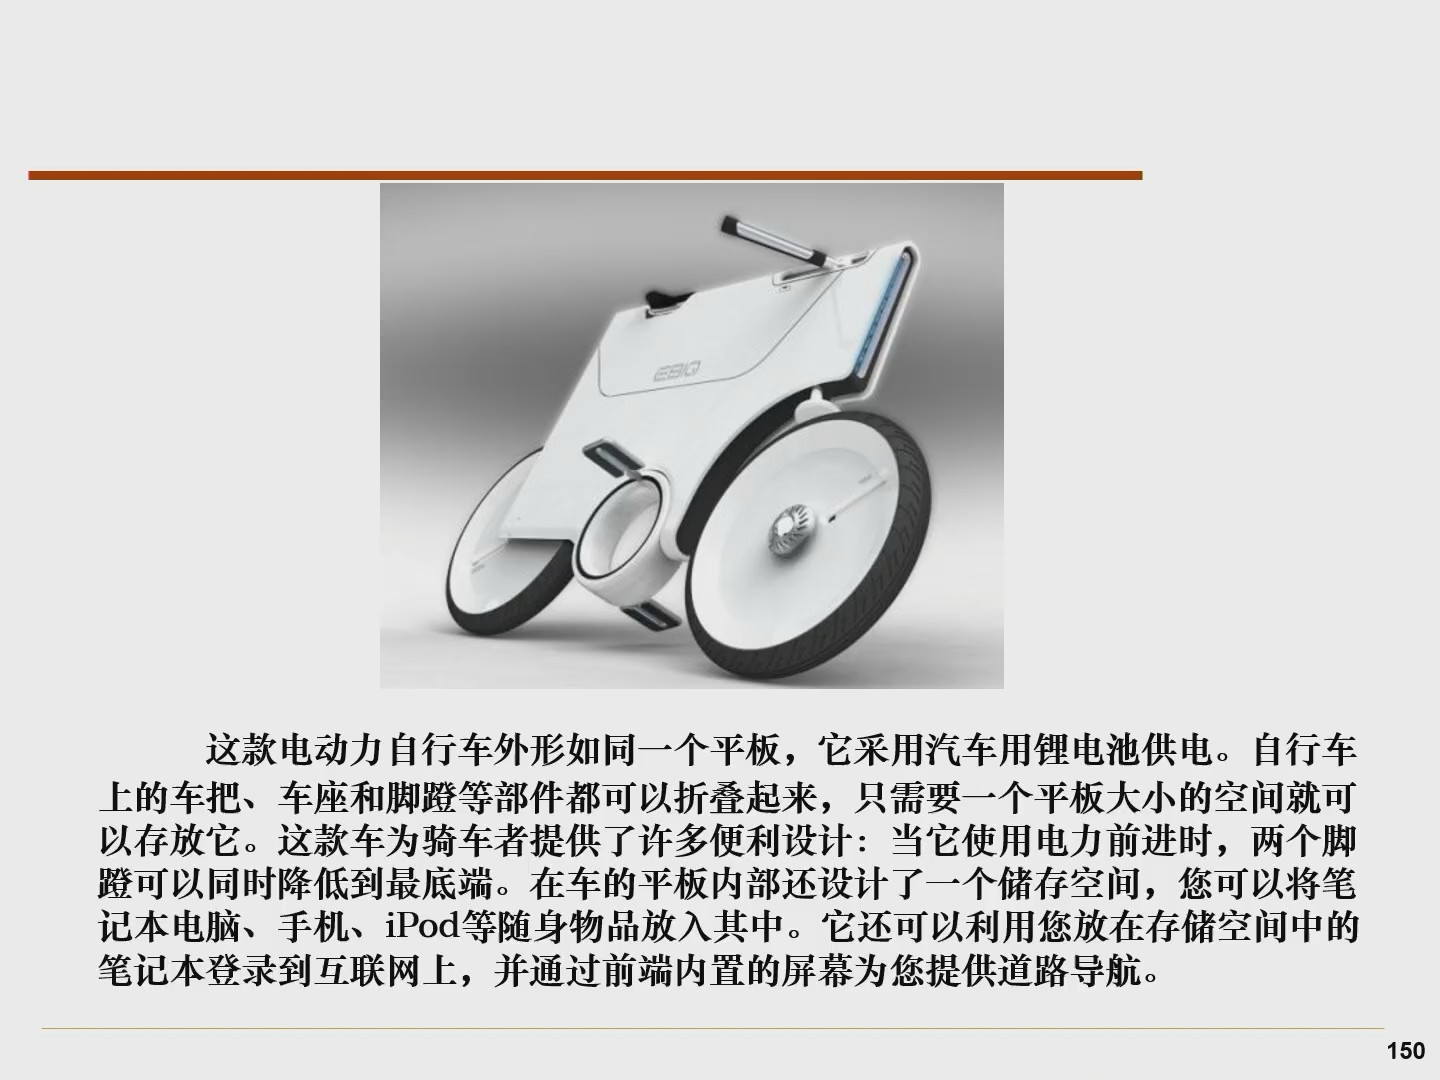 EBIQ
这款电动力自行车外形如同一个平板，它采用汽车用锂电池供电。自行车
上的车把、车座和脚蹬等部件都可以折叠起来，只需要一个平板大小的空间就可
以存放它。这款车为骑车者提供了许多便利设计：当它使用电力前进时，两个脚
蹬可以同时降低到最底端。在车的平板内部还设计了一个储存空间，您可以将笔
记本电脑、手机、iPod等随身物品放入其中。它还可以利用您放在存储空间中的
笔记本登录到互联网上，并通过前端内置的屏幕为您提供道路导航。
150